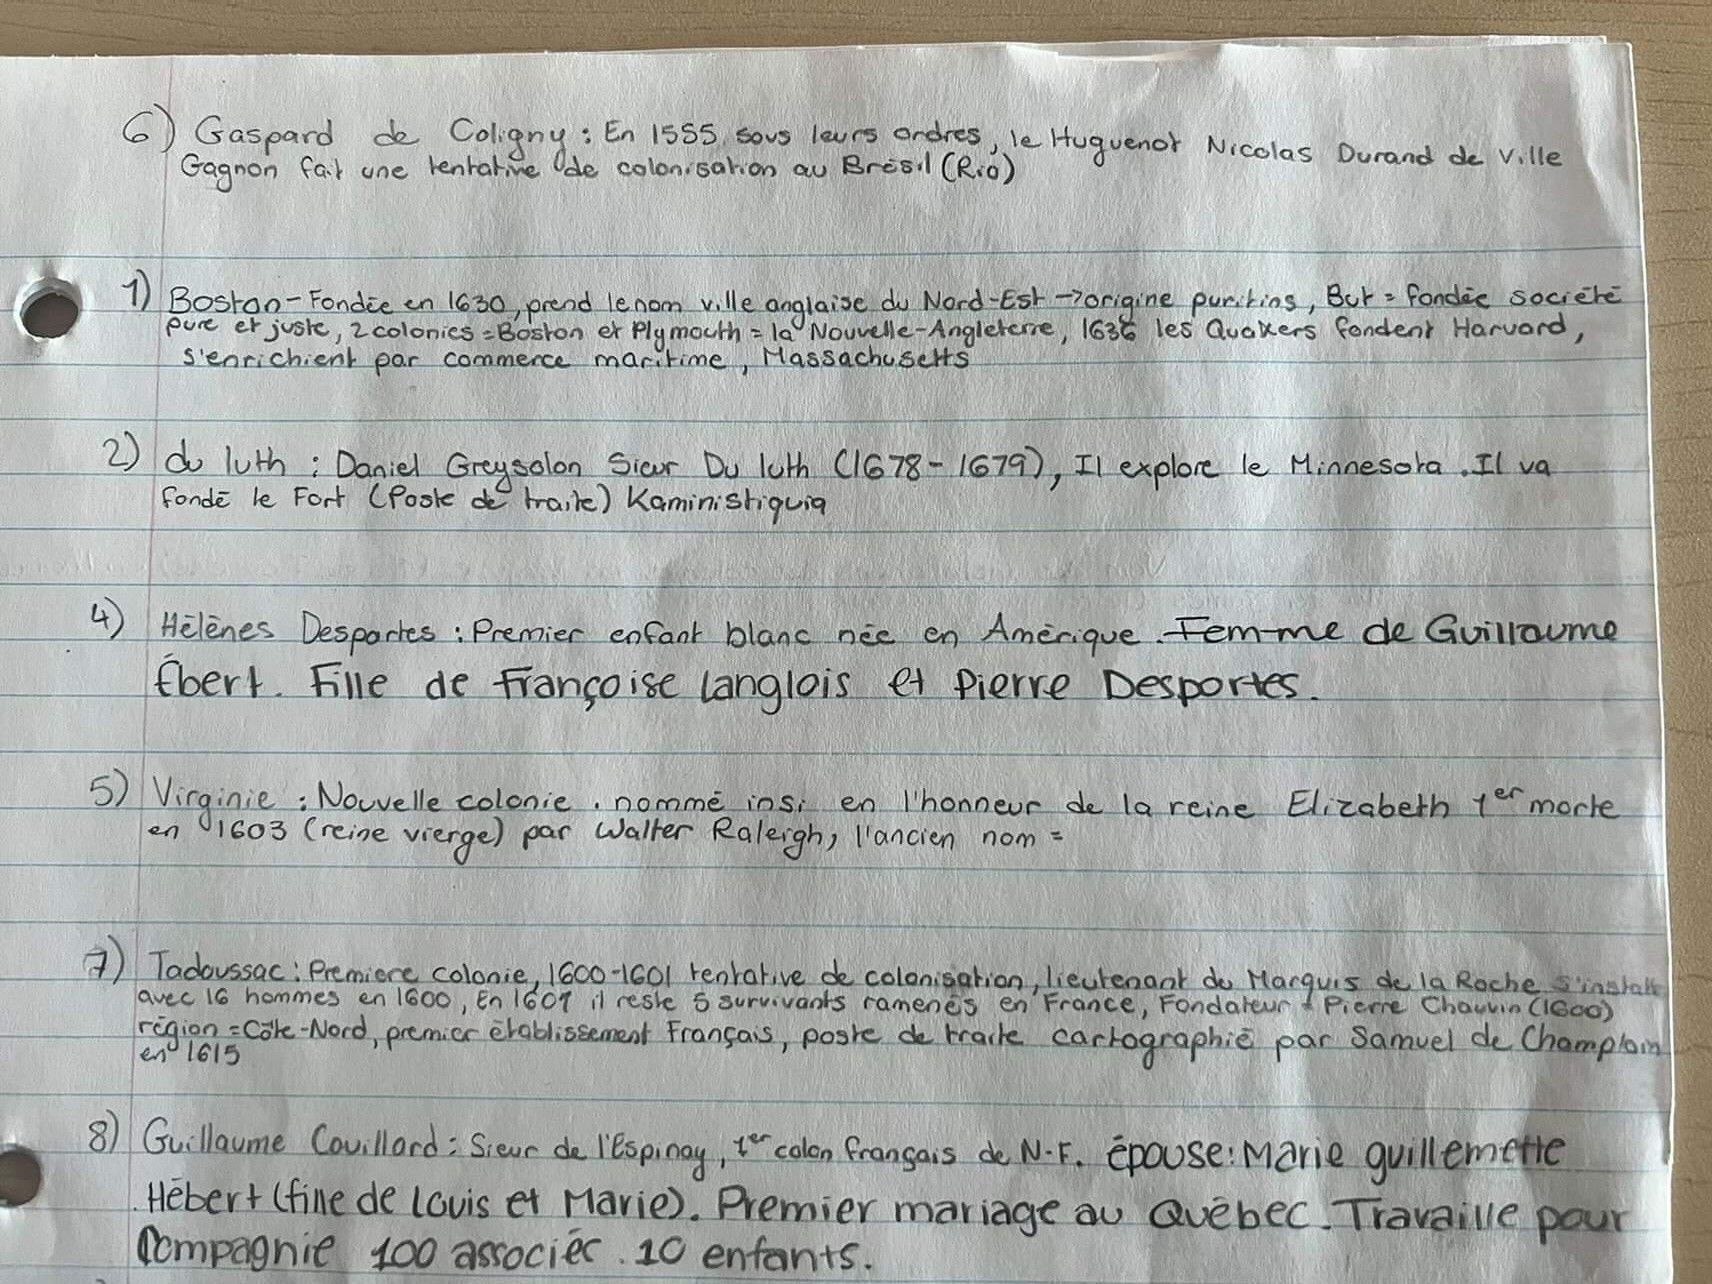 6) Gaspard de Coligny : En 1555, sous leurs ordres, le Huguenot Nicolas Durand de Ville
Gagnon fait une tentative de colonisation au Brésil (Rio)
1) Boston - Fondée en 1630, prend le nom ville anglaise du Nord-Est → origine puritins, But = fondée société
pure et juste, 2 colonies = Boston et Plymouth = la Nouvelle-Angleterre, 1636 les Quakers fondent Harvard,
s'enrichient par commerce maritime, Massachusetts
2) du luth : Daniel Greysolon Sieur Du luth (1678-1679), Il explore le Minnesota. Il va
fondé le Fort (Poste de traite) Kaministiquia
4) Hélènes Desportes : Premier enfant blanc née en Amérique. Femme de Guillaume
Ébert. Fille de Françoise Langlois et Pierre Desportes.
5) Virginie : Nouvelle colonie. nommé insi en l'honneur de la reine Elizabeth 1er morte
en 1603 (reine vierge) par Walter Raleigh, l'ancien nom =
7) Tadoussac : Premiere colonie, 1600-1601 tentative de colonisation, lieutenant du Marquis de la Roche s'installe
avec 16 hommes en 1600, En 1601 il reste 5 survivants ramenés en France, Fondateur = Pierre Chauvin (1600)
région = Côte-Nord, premier établissement Français, poste de traite cartographié par Samuel de Champlain
en 1615
8) Guillaume Couillard : Sieur de l'Espinay, 1er colon français de N-F. épouse : Marie guillemette
Hébert (fille de Louis et Marie). Premier mariage au Québec. Travaille pour
Compagnie 100 associér. 10 enfants.